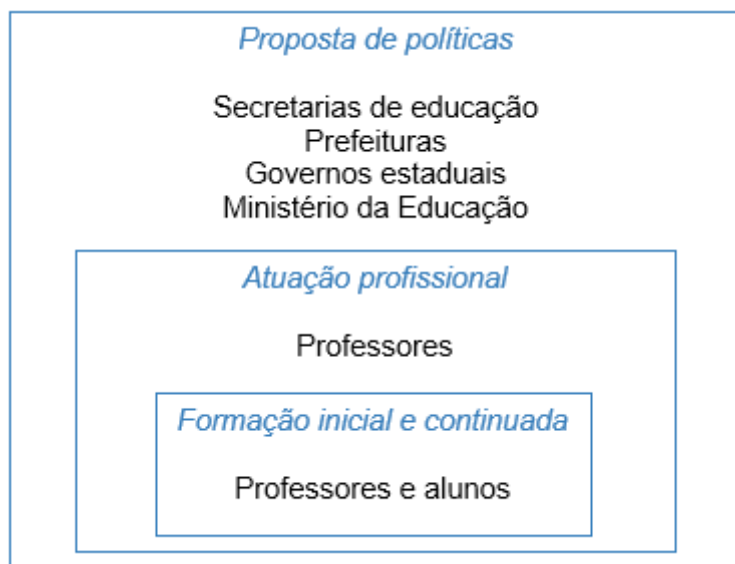 Proposta de políticas
Secretarias de educação
Prefeituras
Governos estaduais
Ministério da Educação
Atuação profissional
Professores
Formação inicial e continuada
Professores e alunos